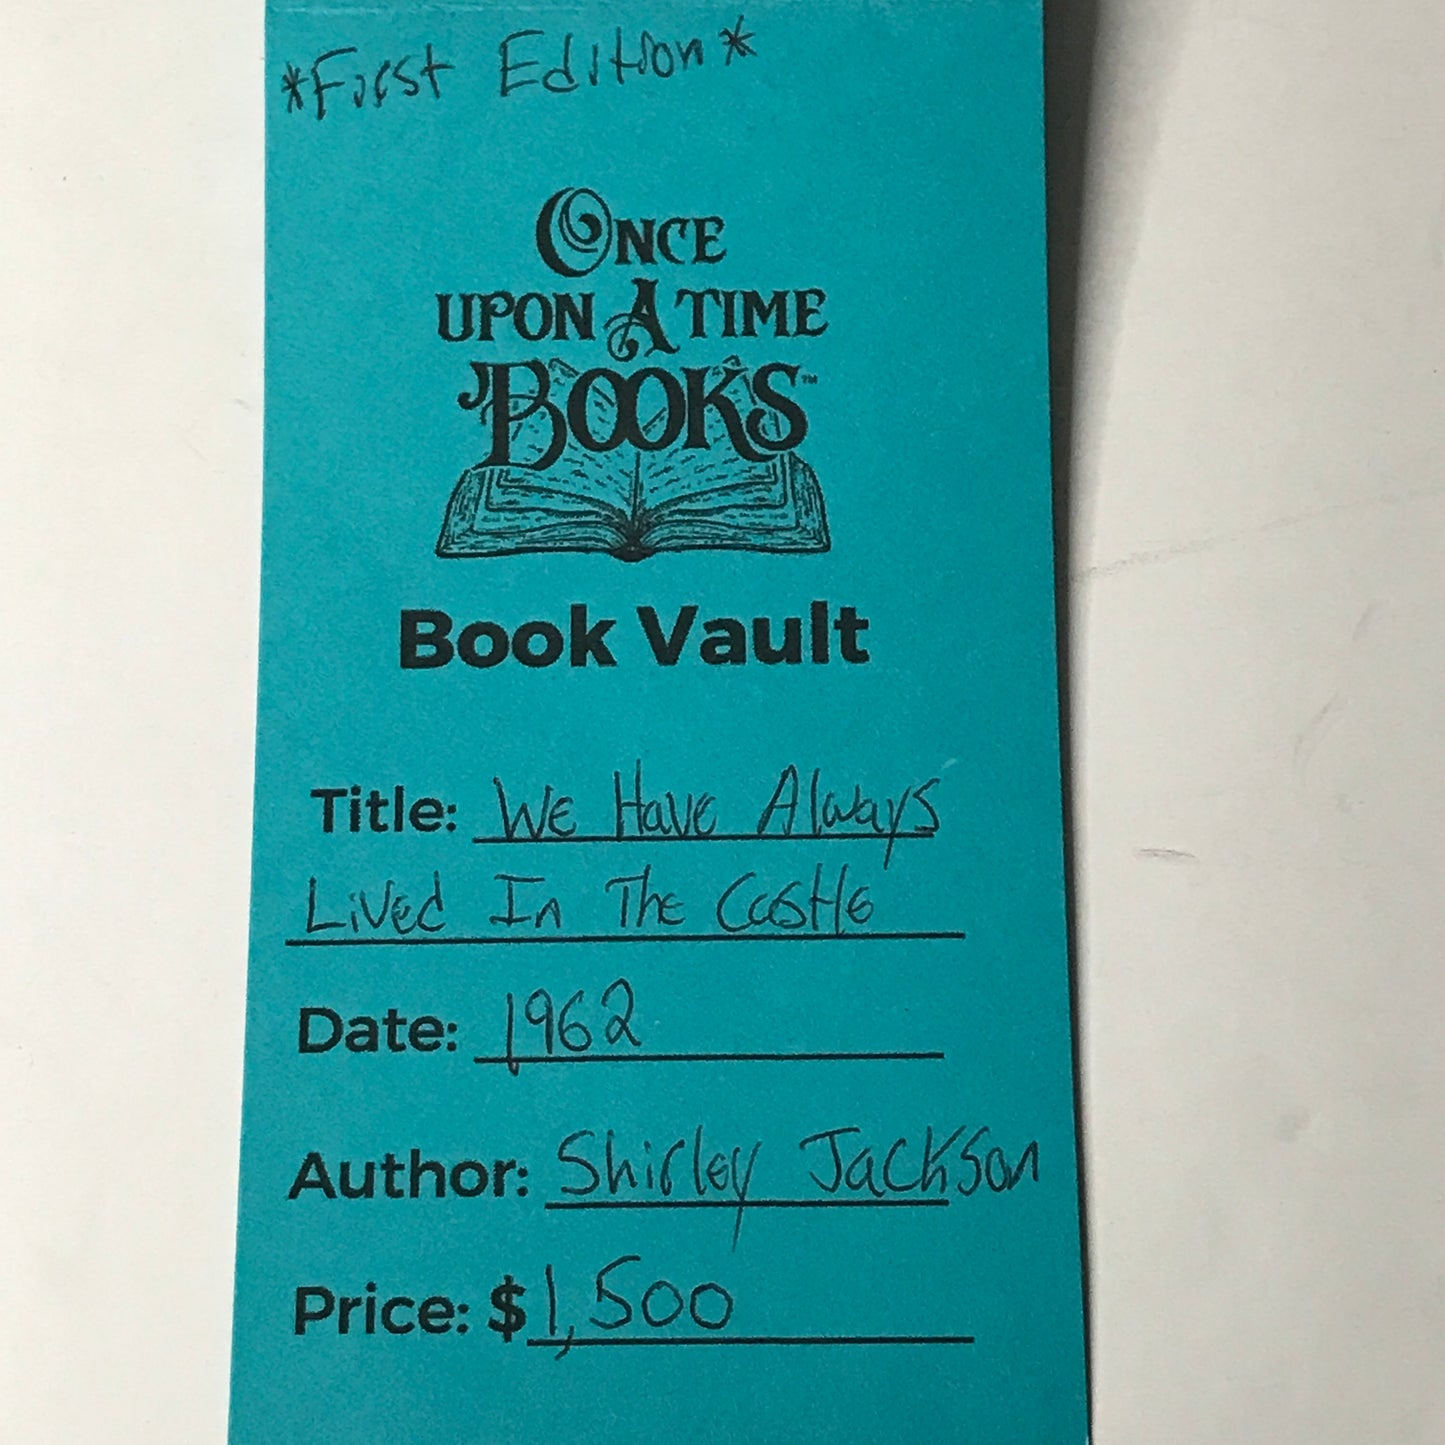 *First Edition*
ONCE
UPON A TIME
BOOKS™
Book Vault
Title: We Have Always
Lived In The Castle
Date: 1962
Author: Shirley Jackson
Price: $1,500